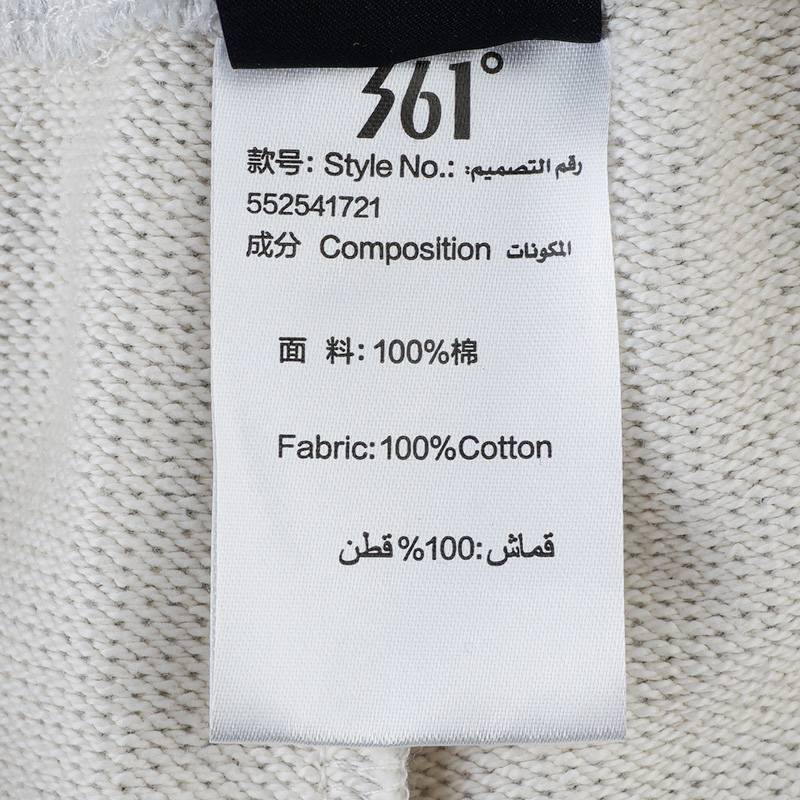 361°
款号: Style No.: رقم التصميم:
552541721
成分 Composition المكونات
面 料: 100%棉
Fabric:100%Cotton
قماش:100% قطن